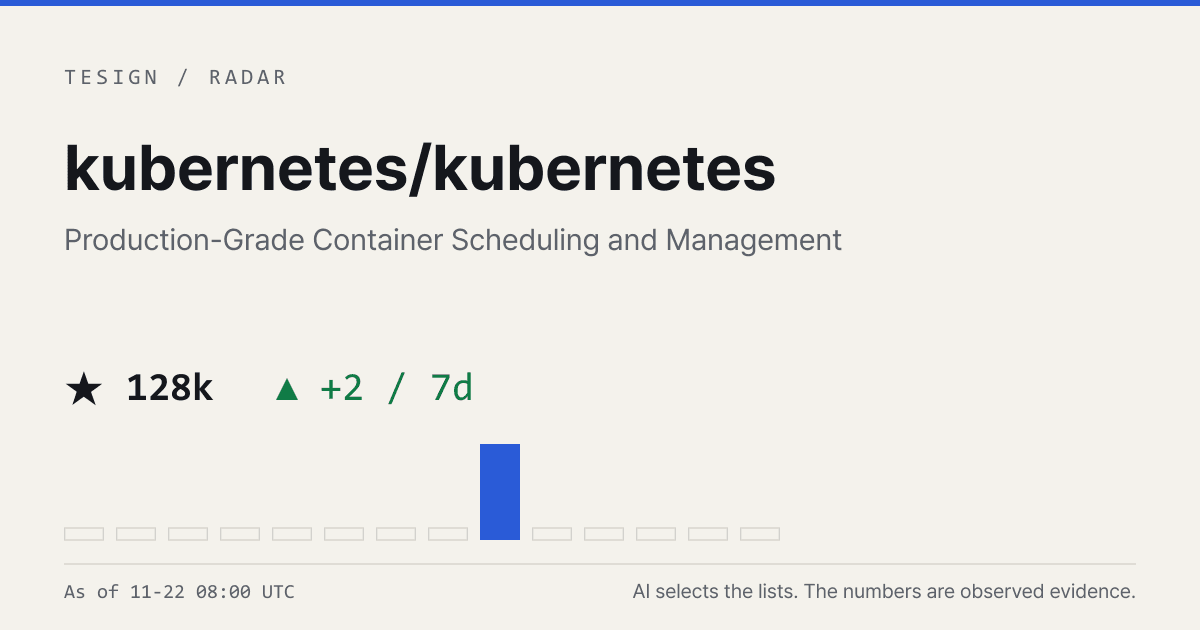 TESIGN / RADAR
kubernetes/kubernetes
Production-Grade Container Scheduling and Management
★ 128k ▲ +2 / 7d
As of 11-22 08:00 UTC
AI selects the lists. The numbers are observed evidence.